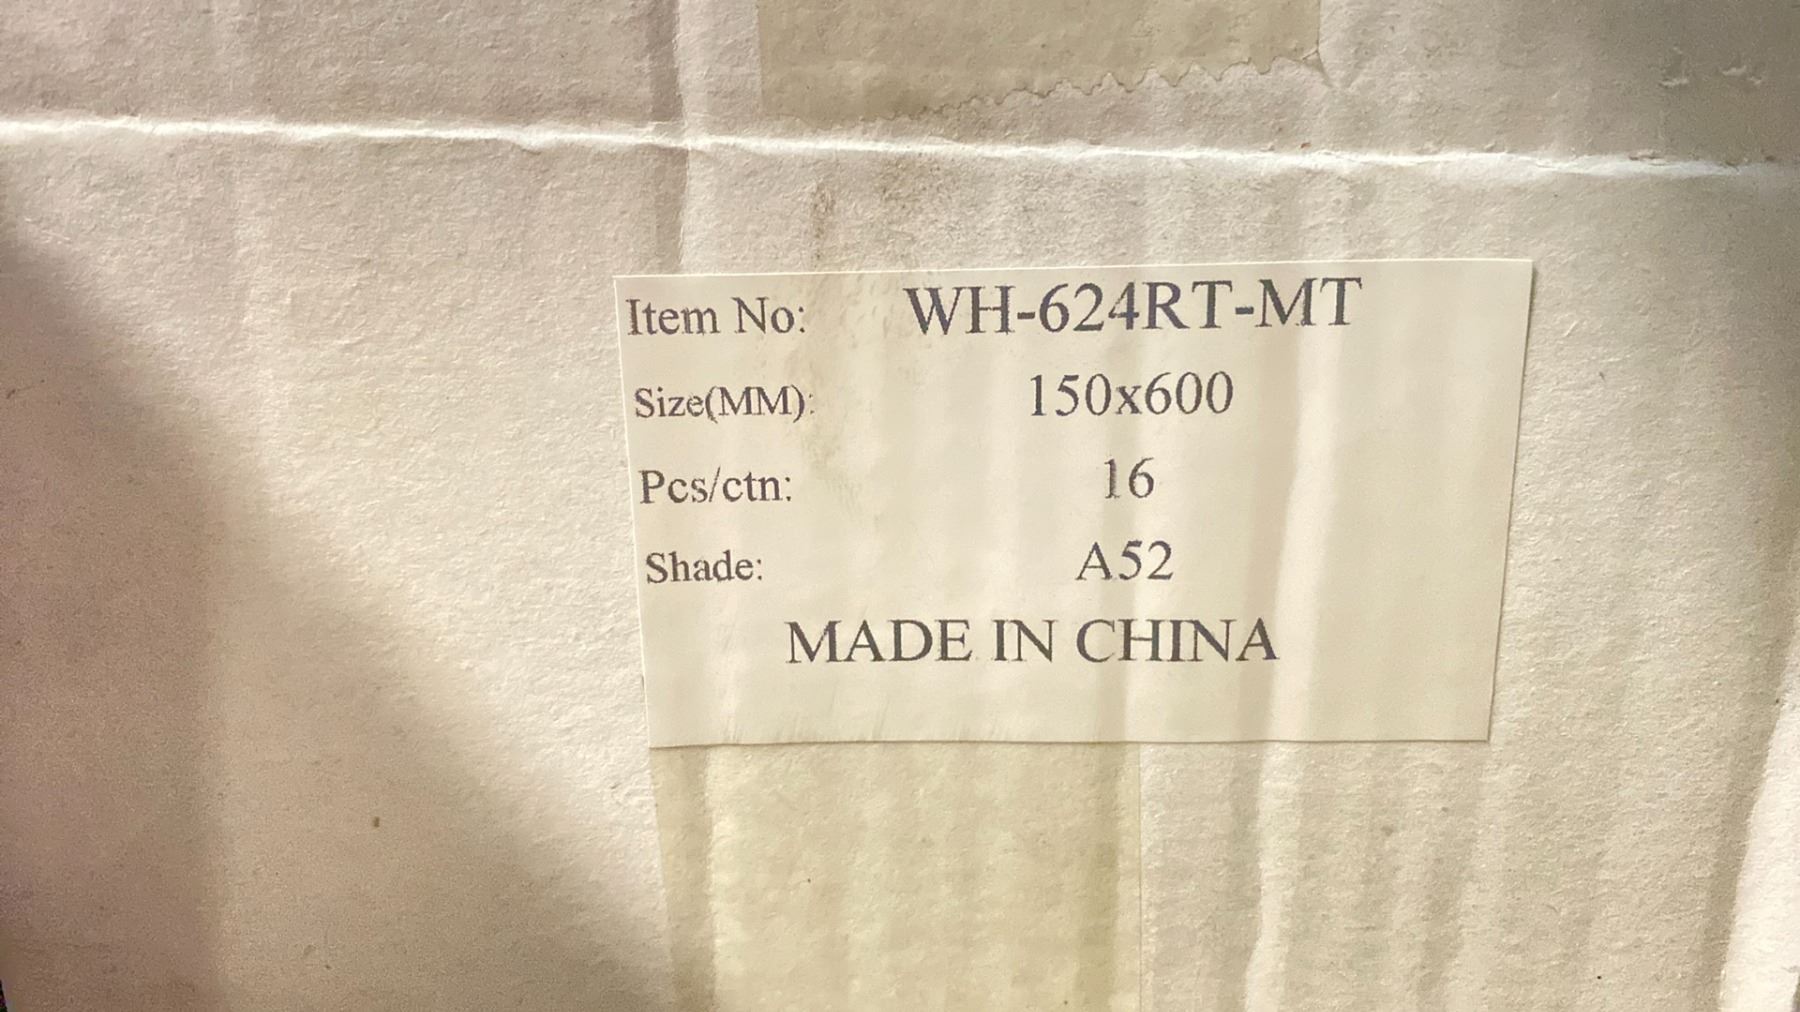 Item No: WH-624RT-MT
Size(MM): 150x600
Pcs/ctn: 16
Shade: A52
MADE IN CHINA